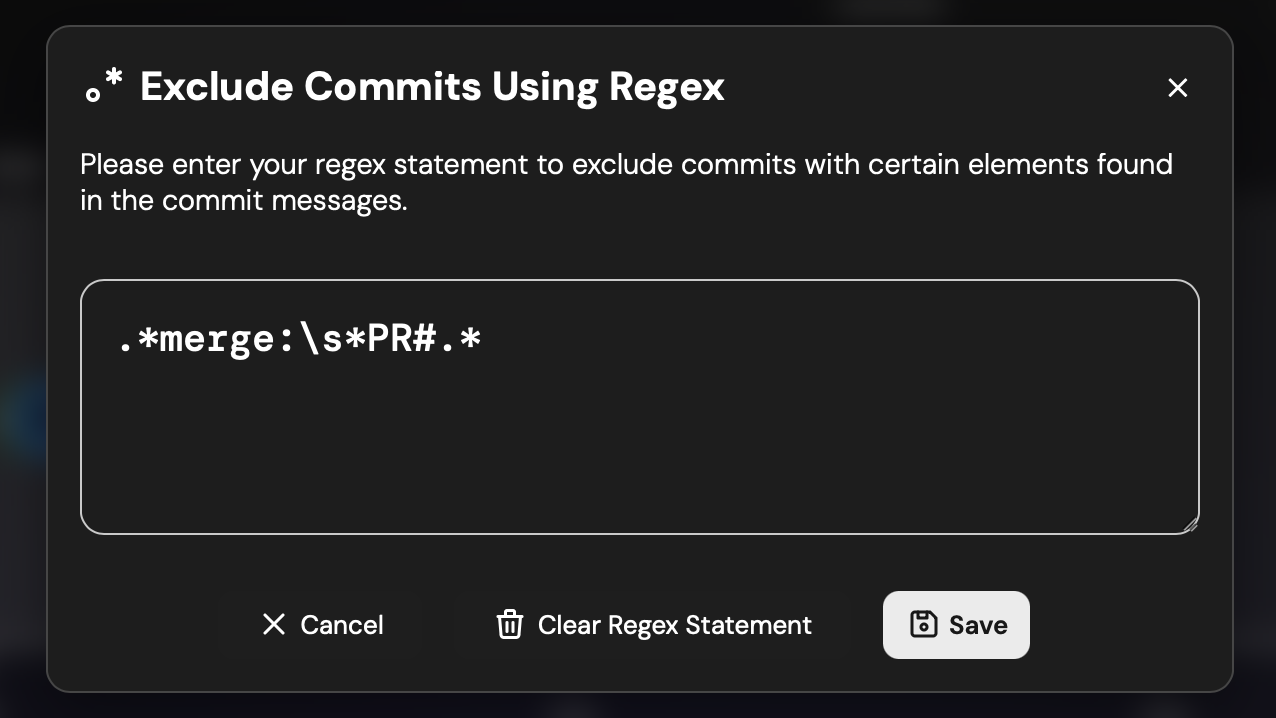 Exclude Commits Using Regex
Please enter your regex statement to exclude commits with certain elements found
in the commit messages.
.*merge:\s*PR#.*
Cancel
Clear Regex Statement
Save